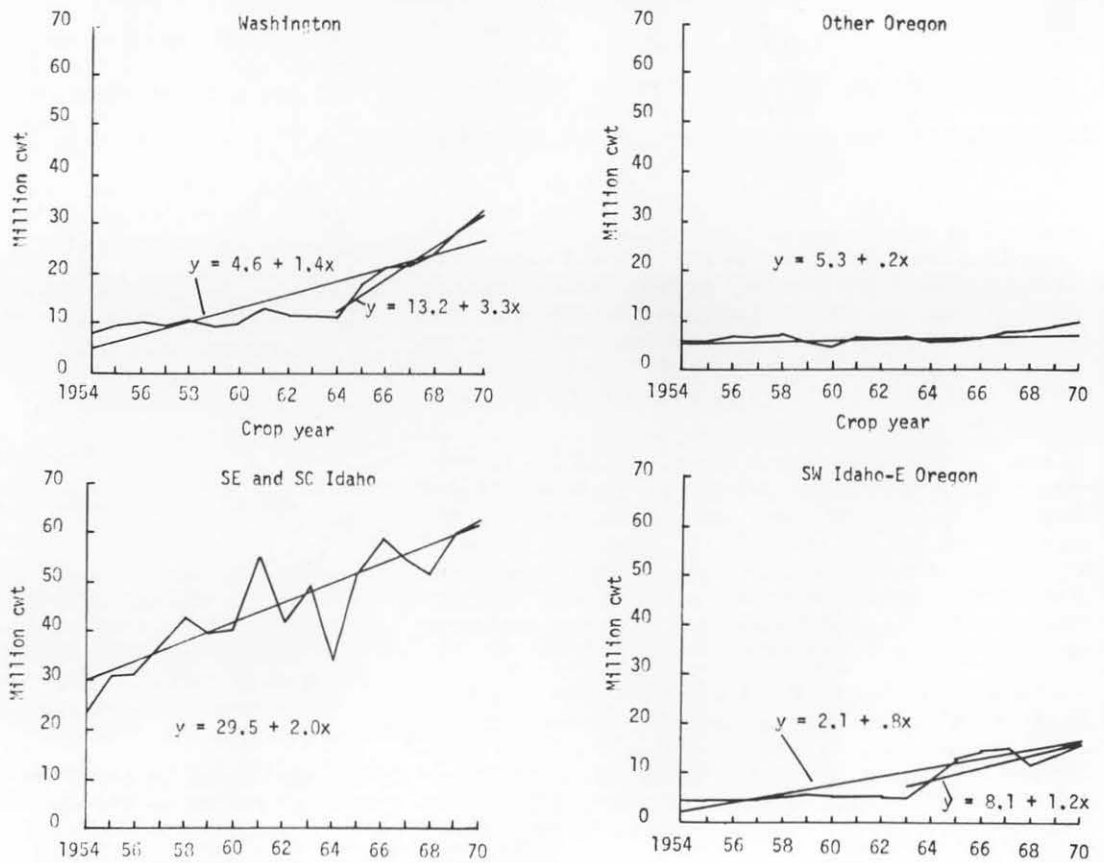 Washington
70
60
50
40
30
20
10
0
Million cwt
y = 4.6 + 1.4x
y = 13.2 + 3.3x
1954 56 58 60 62 64 66 68 70
Crop year
Other Oregon
70
60
50
40
30
20
10
0
Million cwt
y = 5.3 + .2x
1954 56 58 60 62 64 66 68 70
Crop year
SE and SC Idaho
70
60
50
40
30
20
10
0
Million cwt
y = 29.5 + 2.0x
1954 56 58 60 62 64 66 68 70
SW Idaho-E Oregon
70
60
50
40
30
20
10
0
Million cwt
y = 2.1 + .8x
y = 8.1 + 1.2x
1954 56 58 60 62 64 66 68 70